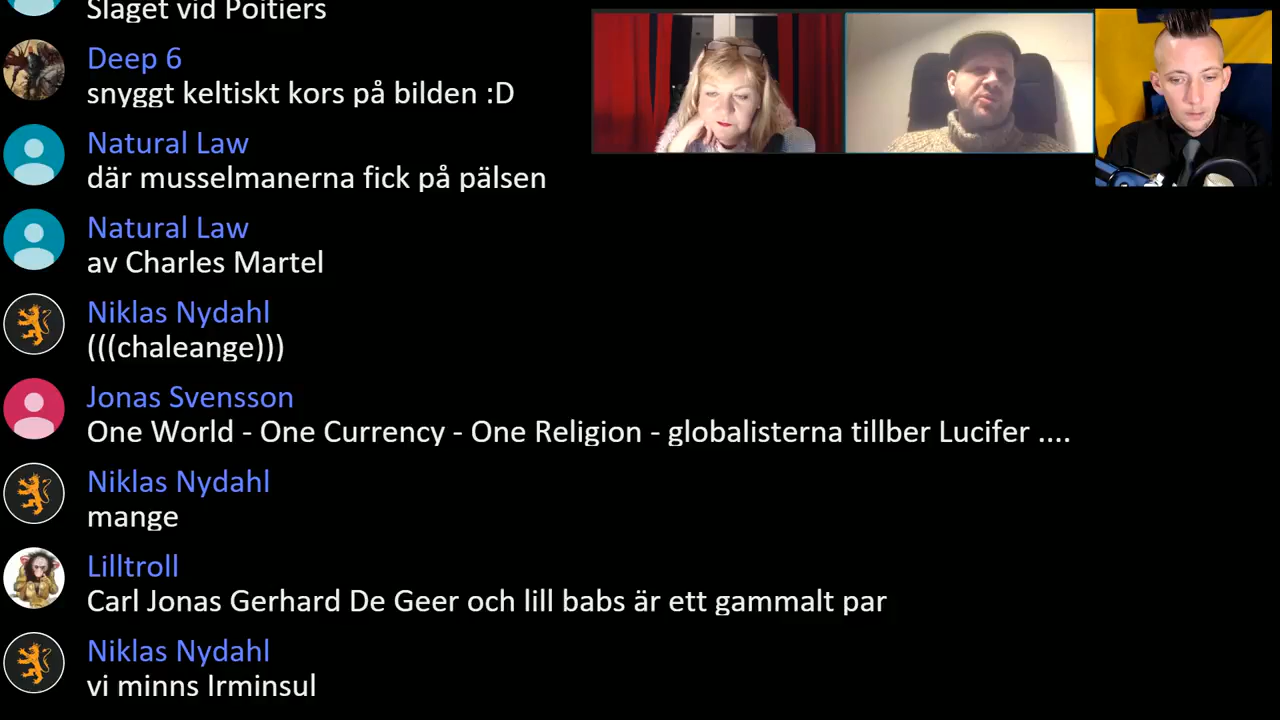 Slaget vid Poitiers
Deep 6
snyggt keltiskt kors på bilden :D
Natural Law
där musselmanerna fick på pälsen
Natural Law
av Charles Martel
Niklas Nydahl
(((chaleange)))
Jonas Svensson
One World - One Currency - One Religion - globalisterna tillber Lucifer ....
Niklas Nydahl
mange
Lilltroll
Carl Jonas Gerhard De Geer och lill babs är ett gammalt par
Niklas Nydahl
vi minns Irminsul